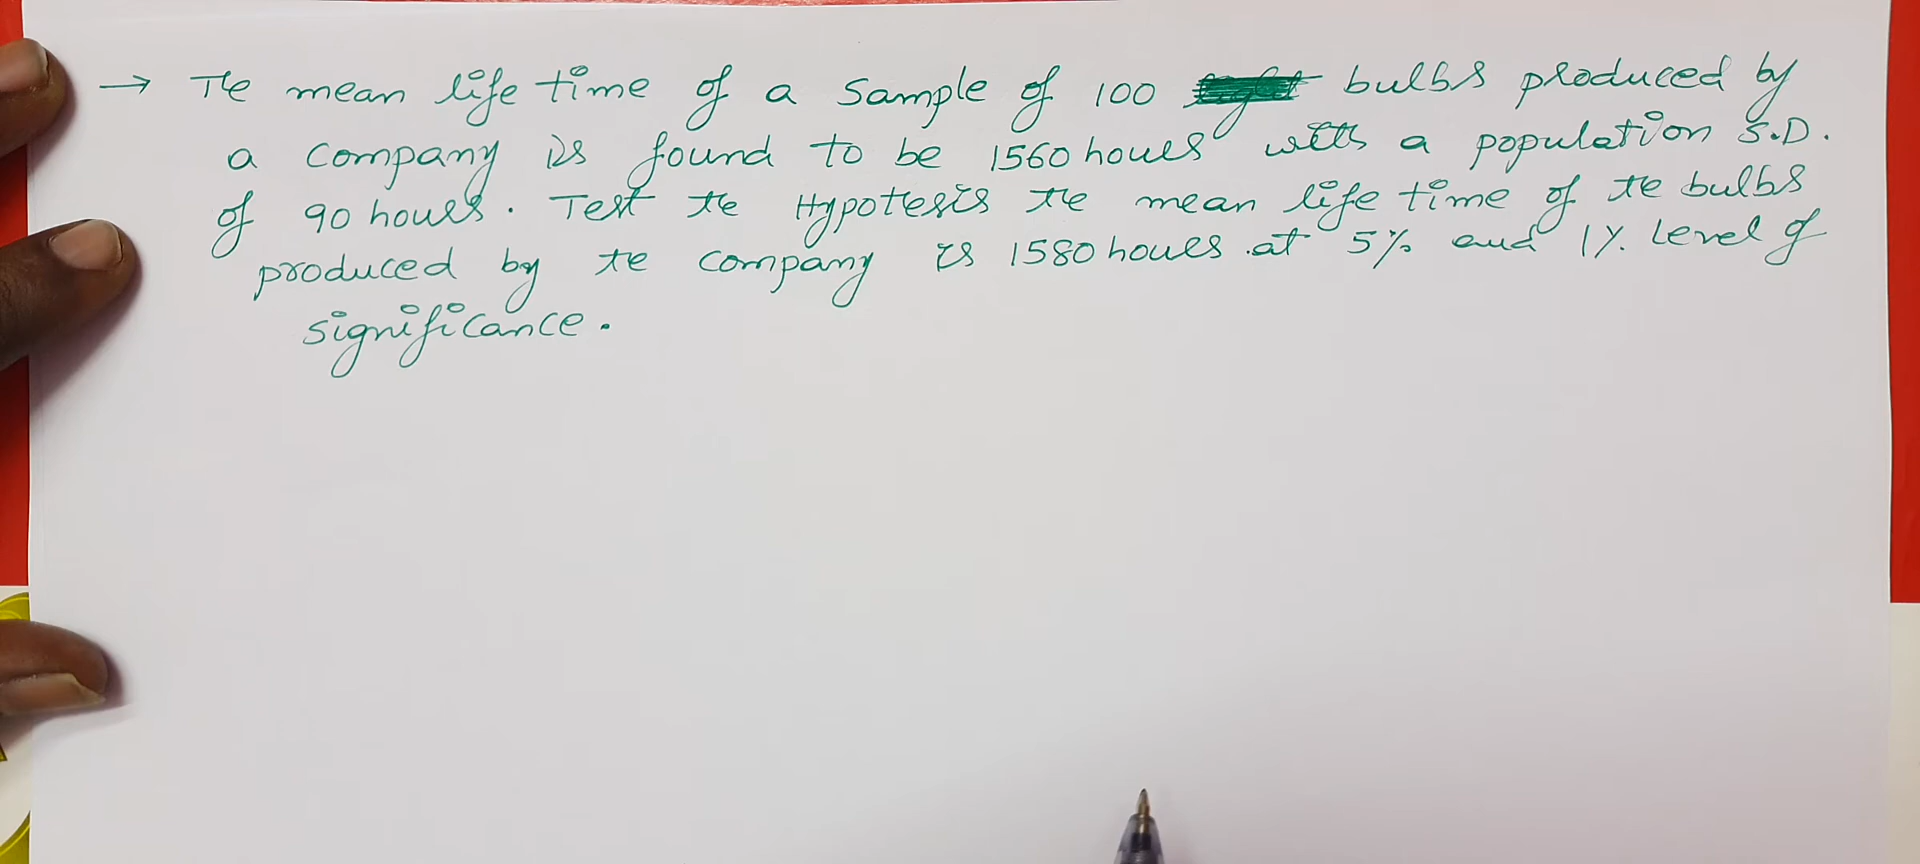 → The mean life time of a sample of 100 bulbs produced by
a company is found to be 1560 hours with a population S.D.
of 90 hours. Test the Hypotesis the mean life time of the bulbs
produced by the company is 1580 hours at 5% and 1% Level of
significance.